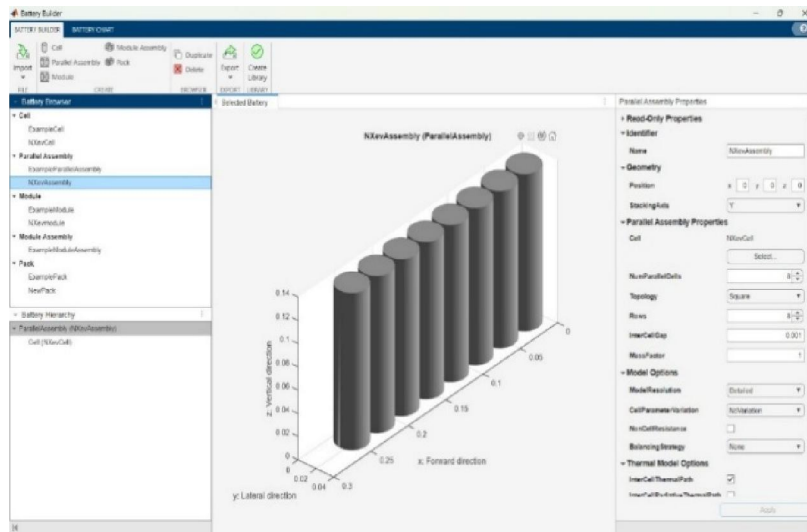 Battery Builder
BATTERY BUILDER BATTERY CHART
Import
Cell
Parallel Assembly
Module
Module Assembly
Pack
Duplicate
Delete
Export
Create
Library
FILE CREATE BROWSER EXPORT LIBRARY
Battery Browser
Cell
ExampleCell
NXevCell
Parallel Assembly
ExampleParallelAssembly
NXevAssembly
Module
ExampleModule
NXevmodule
Module Assembly
ExampleModuleAssembly
Pack
ExamplePack
NewPack
Battery Hierarchy
ParallelAssembly (NXevAssembly)
Cell (NXevCell)
Selected Battery
NXevAssembly (ParallelAssembly)
0.14
0.12
0.1
0.08
0.06
0.04
0.02
0
z: Vertical direction
0
0.02
0.04
y: Lateral direction
0.3
0.25
0.2
0.15
0.1
0.05
0
x: Forward direction
Parallel Assembly Properties
Read-Only Properties
Identifier
Name NXevAssembly
Geometry
Position x 0 y 0 z 0
StackingAxis Y
Parallel Assembly Properties
Cell NXevCell
Select...
NumParallelCells 8
Topology Square
Rows 8
InterCellGap 0.001
MassFactor 1
Model Options
ModelResolution Detailed
CellParameterVariation NoVariation
NonCellResistance
BalancingStrategy None
Thermal Model Options
InterCellThermalPath
InterCellRadiativeThermalPath
Apply